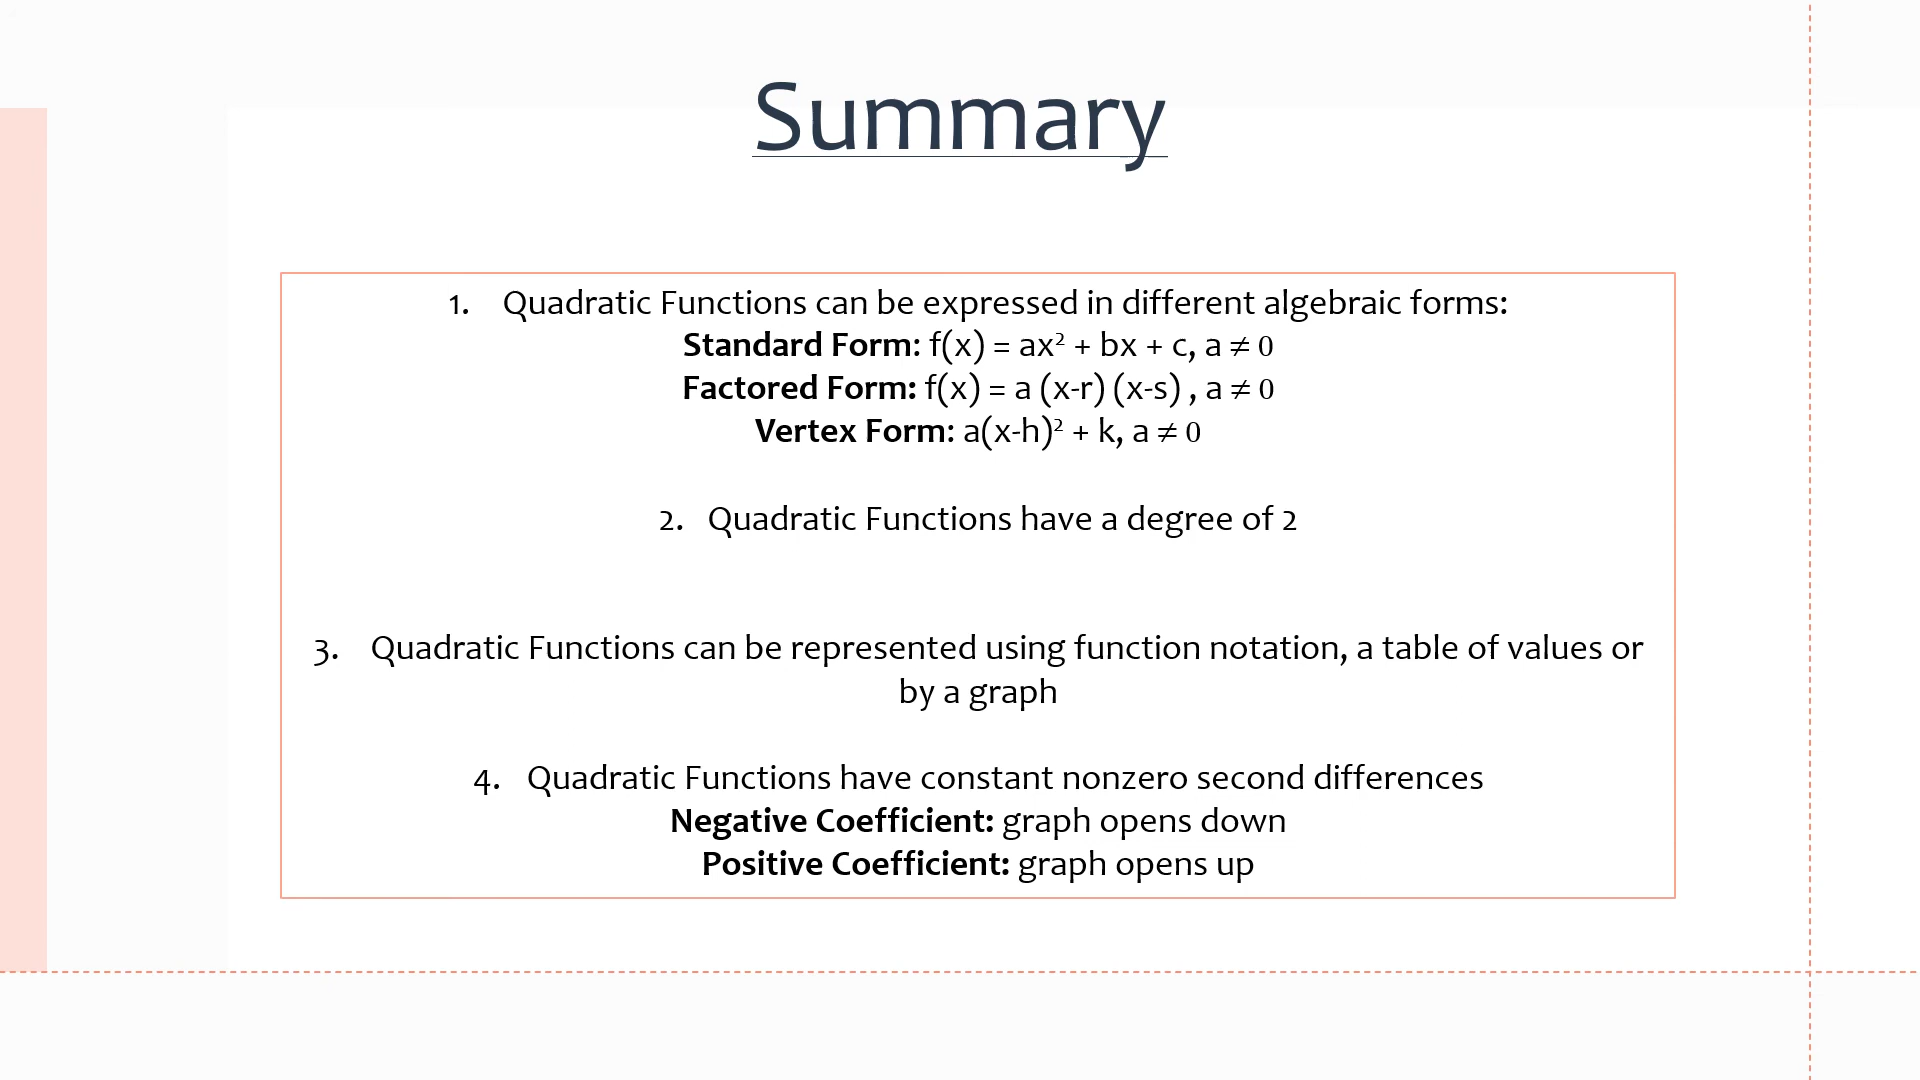 Summary
1. Quadratic Functions can be expressed in different algebraic forms:
Standard Form: f(x) = ax² + bx + c, a ≠ 0
Factored Form: f(x) = a (x-r) (x-s) , a ≠ 0
Vertex Form: a(x-h)² + k, a ≠ 0
2. Quadratic Functions have a degree of 2
3. Quadratic Functions can be represented using function notation, a table of values or
by a graph
4. Quadratic Functions have constant nonzero second differences
Negative Coefficient: graph opens down
Positive Coefficient: graph opens up